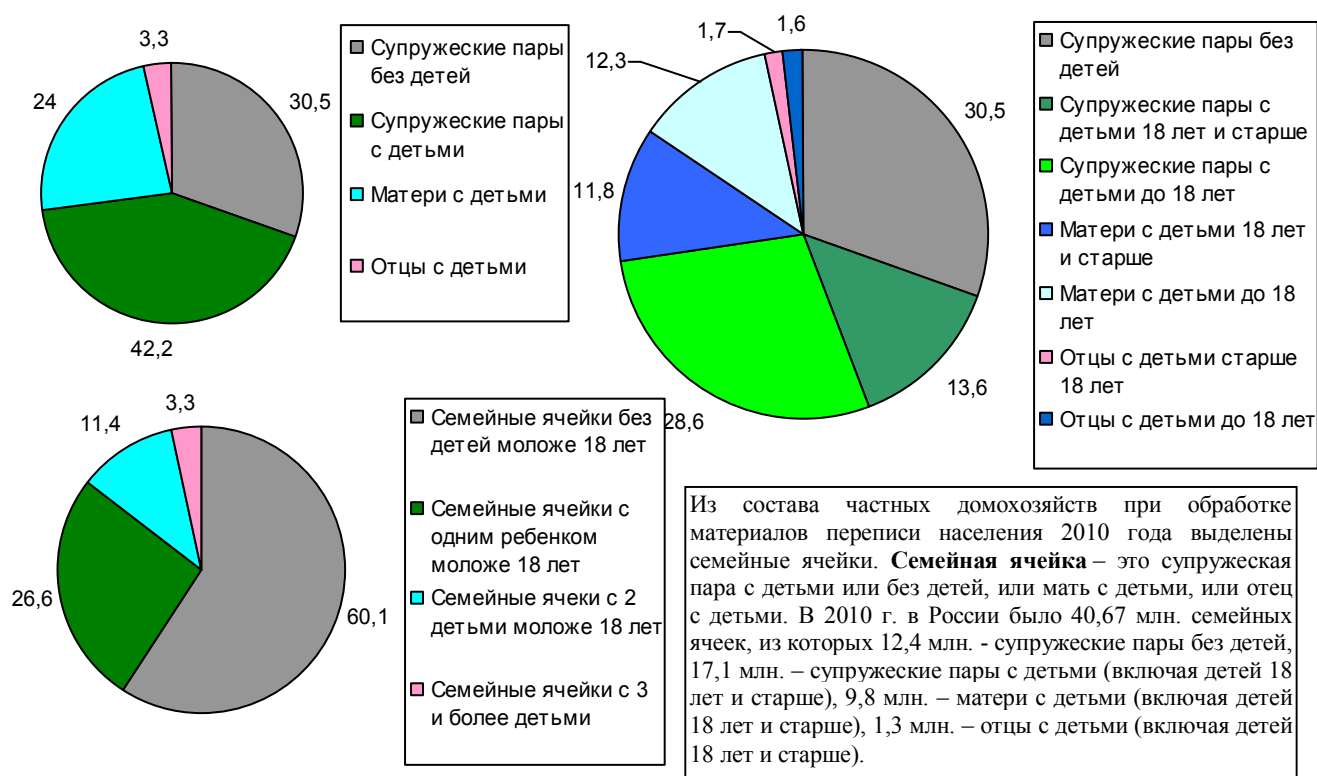 3,3
24
30,5
42,2
Супружеские пары
без детей
Супружеские пары
с детьми
Матери с детьми
Отцы с детьми
1,7
1,6
12,3
11,8
30,5
28,6
13,6
Супружеские пары без
детей
Супружеские пары с
детьми 18 лет и старше
Супружеские пары с
детьми до 18 лет
Матери с детьми 18 лет
и старше
Матери с детьми до 18
лет
Отцы с детьми старше
18 лет
Отцы с детьми до 18 лет
3,3
11,4
26,6
60,1
Семейные ячейки без
детей моложе 18 лет
Семейные ячейки с
одним ребенком
моложе 18 лет
Семейные ячеки с 2
детьми моложе 18 лет
Семейные ячейки с 3
и более детьми
Из состава частных домохозяйств при обработке
материалов переписи населения 2010 года выделены
семейные ячейки. Семейная ячейка – это супружеская
пара с детьми или без детей, или мать с детьми, или отец
с детьми. В 2010 г. в России было 40,67 млн. семейных
ячеек, из которых 12,4 млн. - супружеские пары без детей,
17,1 млн. – супружеские пары с детьми (включая детей 18
лет и старше), 9,8 млн. – матери с детьми (включая детей
18 лет и старше), 1,3 млн. – отцы с детьми (включая детей
18 лет и старше).